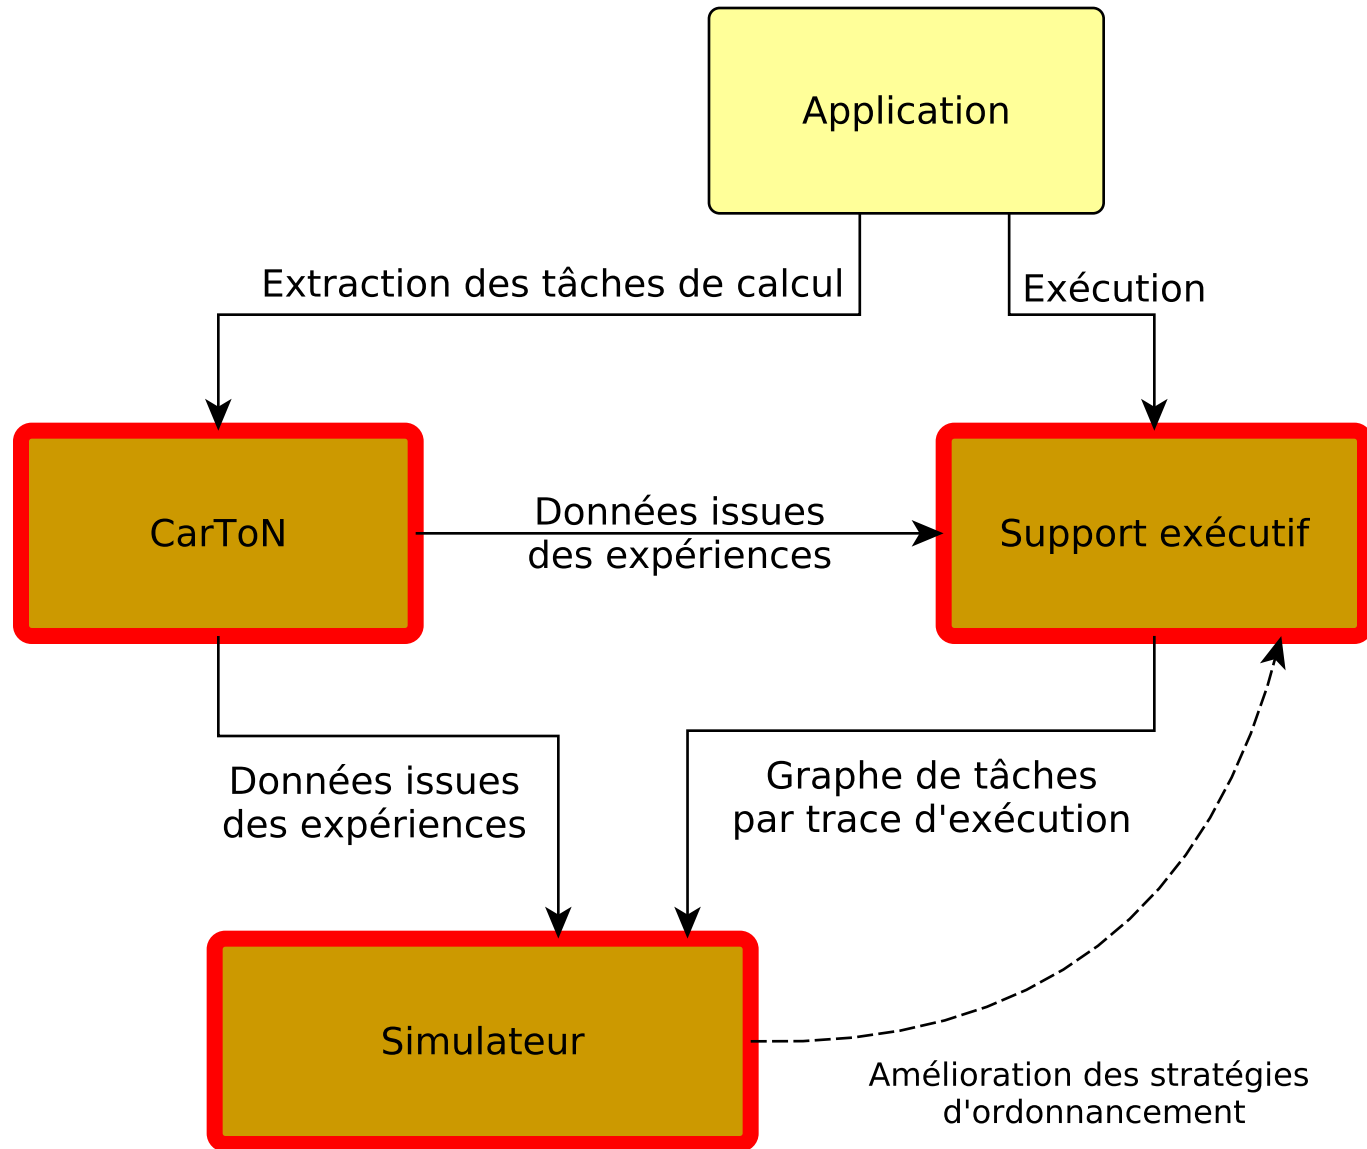 Application
Extraction des tâches de calcul
Exécution
CarToN
Données issues
des expériences
Support exécutif
Données issues
des expériences
Graphe de tâches
par trace d'exécution
Simulateur
Amélioration des stratégies
d'ordonnancement